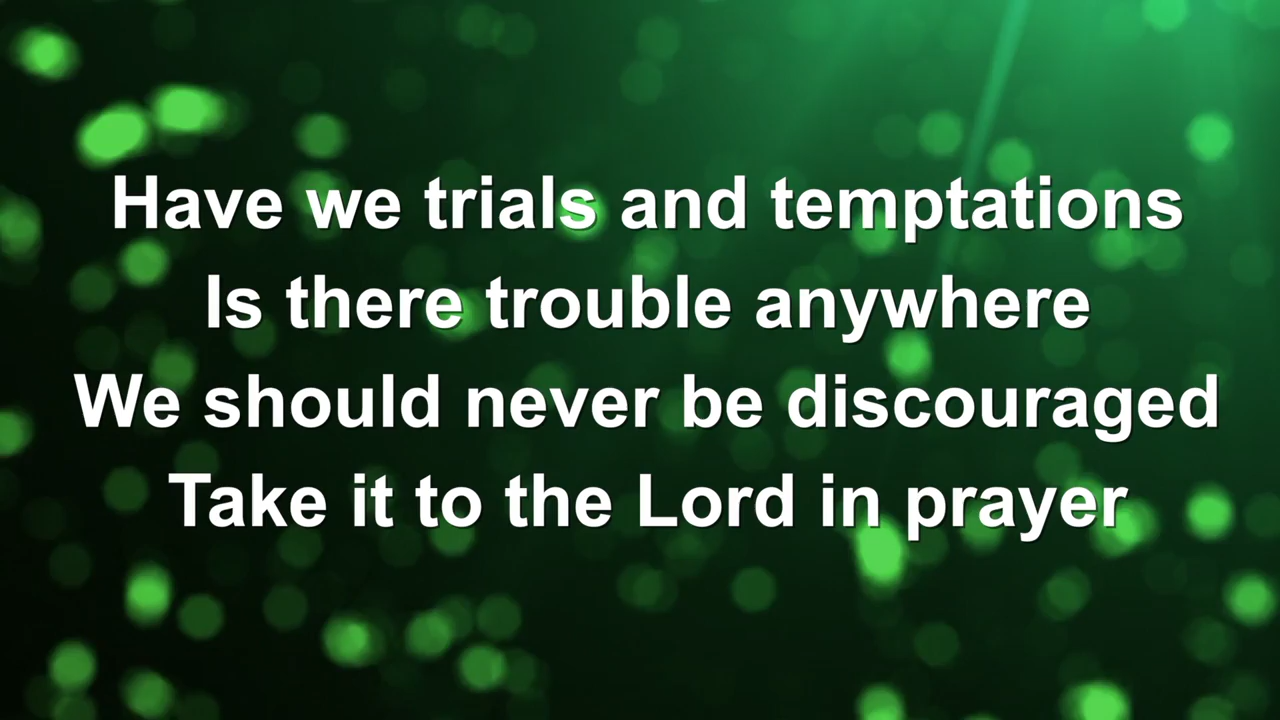 Have we trials and temptations
Is there trouble anywhere
We should never be discouraged
Take it to the Lord in prayer